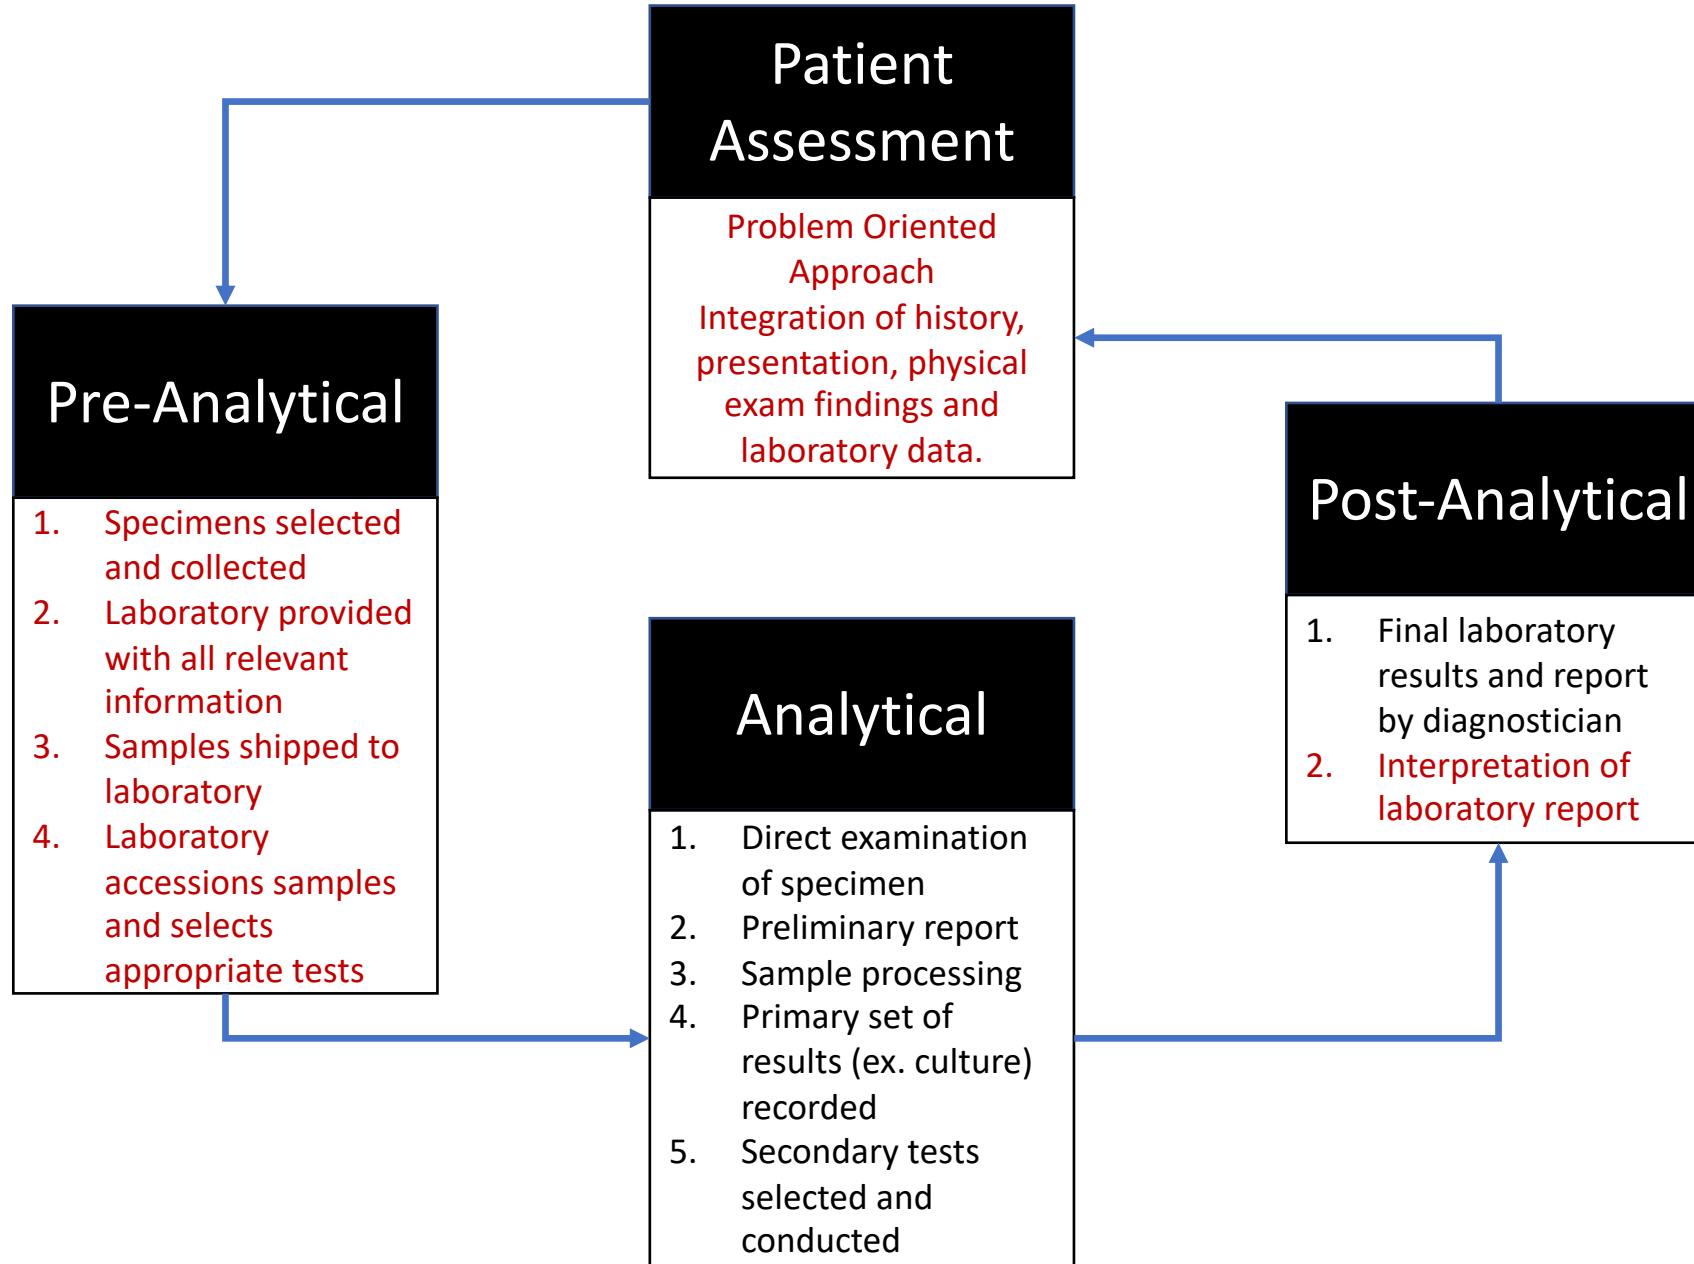 Patient
Assessment
Problem Oriented
Approach
Integration of history,
presentation, physical
exam findings and
laboratory data.
Pre-Analytical
1. Specimens selected
and collected
2. Laboratory provided
with all relevant
information
3. Samples shipped to
laboratory
4. Laboratory
accessions samples
and selects
appropriate tests
Analytical
1. Direct examination
of specimen
2. Preliminary report
3. Sample processing
4. Primary set of
results (ex. culture)
recorded
5. Secondary tests
selected and
conducted
Post-Analytical
1. Final laboratory
results and report
by diagnostician
2. Interpretation of
laboratory report